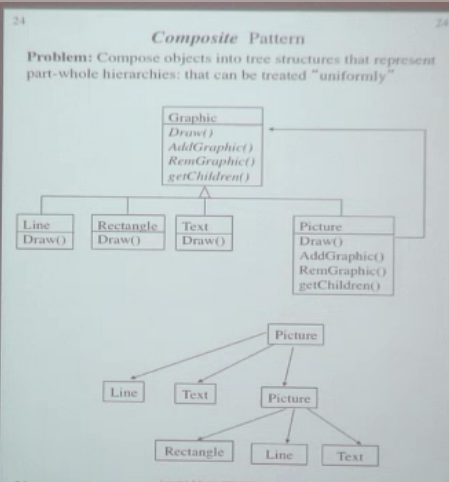 24
24
Composite Pattern
Problem: Compose objects into tree structures that represent
part-whole hierarchies: that can be treated “uniformly”
Graphic
Draw()
AddGraphic()
RemGraphic()
getChildren()
Line
Draw()
Rectangle
Draw()
Text
Draw()
Picture
Draw()
AddGraphic()
RemGraphic()
getChildren()
Picture
Line
Text
Picture
Rectangle
Line
Text